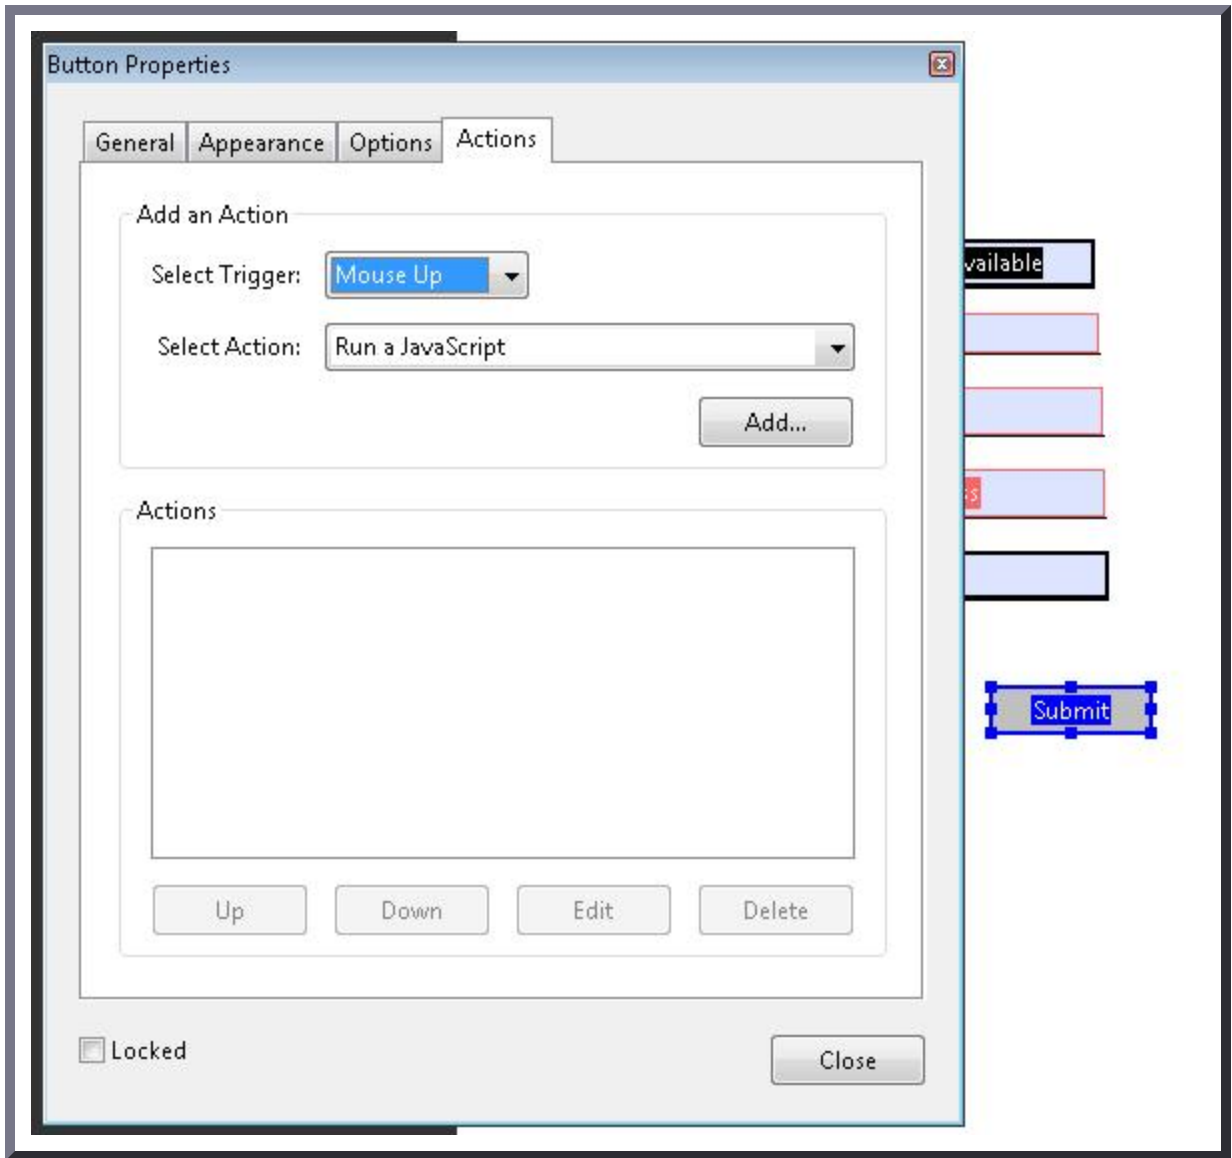 Button Properties
General Appearance Options Actions
Add an Action
Select Trigger: Mouse Up
Select Action: Run a JavaScript
Add...
Actions
Up Down Edit Delete
Locked
Close
vailable
ss
Submit